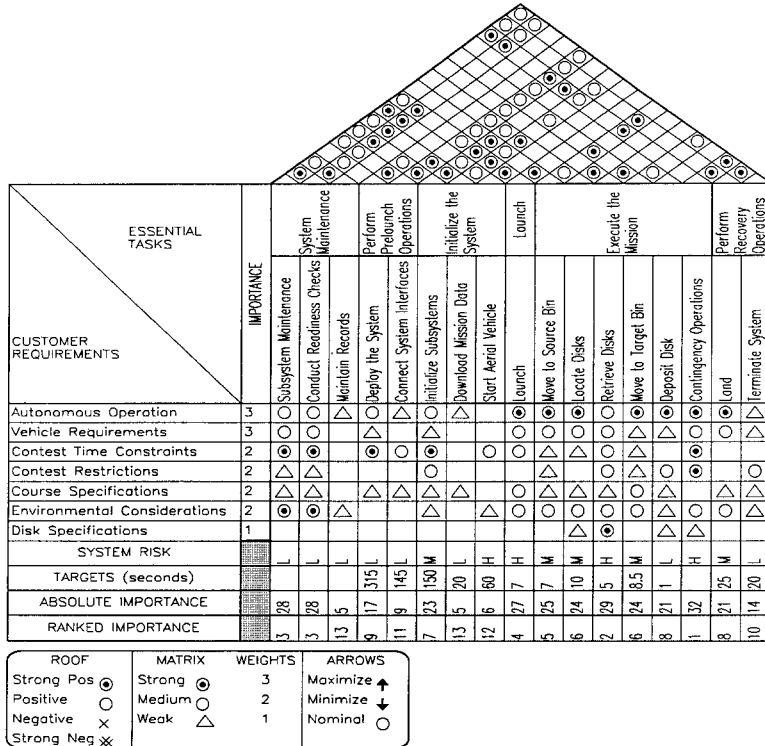 System
Maintenance
Perform
Prelaunch
Operations
Initialize the
System
Launch
Execute the
Mission
Perform
Recovery
Operations
ESSENTIAL
TASKS
CUSTOMER
REQUIREMENTS
IMPORTANCE
Subsystem Maintenance
Conduct Readiness Checks
Maintain Records
Deploy the System
Connect System Interfaces
Initialize Subsystems
Download Mission Data
Start Aerial Vehicle
Launch
Move to Source Bin
Locate Disks
Retrieve Disks
Move to Target Bin
Deposit Disk
Contingency Operations
Land
Terminate System
Autonomous Operation 3
Vehicle Requirements 3
Contest Time Constraints 2
Contest Restrictions 2
Course Specifications 2
Environmental Considerations 2
Disk Specifications 1
SYSTEM RISK L L L L L M L H H M M H M L H M L
TARGETS (seconds) 315 145 150 20 60 7 7 10 5 8.5 1 25 20
ABSOLUTE IMPORTANCE 28 28 5 17 9 23 5 6 27 25 24 29 24 21 32 21 14
RANKED IMPORTANCE 3 3 13 9 11 7 13 12 4 5 6 2 6 8 1 8 10
ROOF MATRIX WEIGHTS ARROWS
Strong Pos Strong 3 Maximize
Positive Medium 2 Minimize
Negative Weak 1 Nominal
Strong Neg